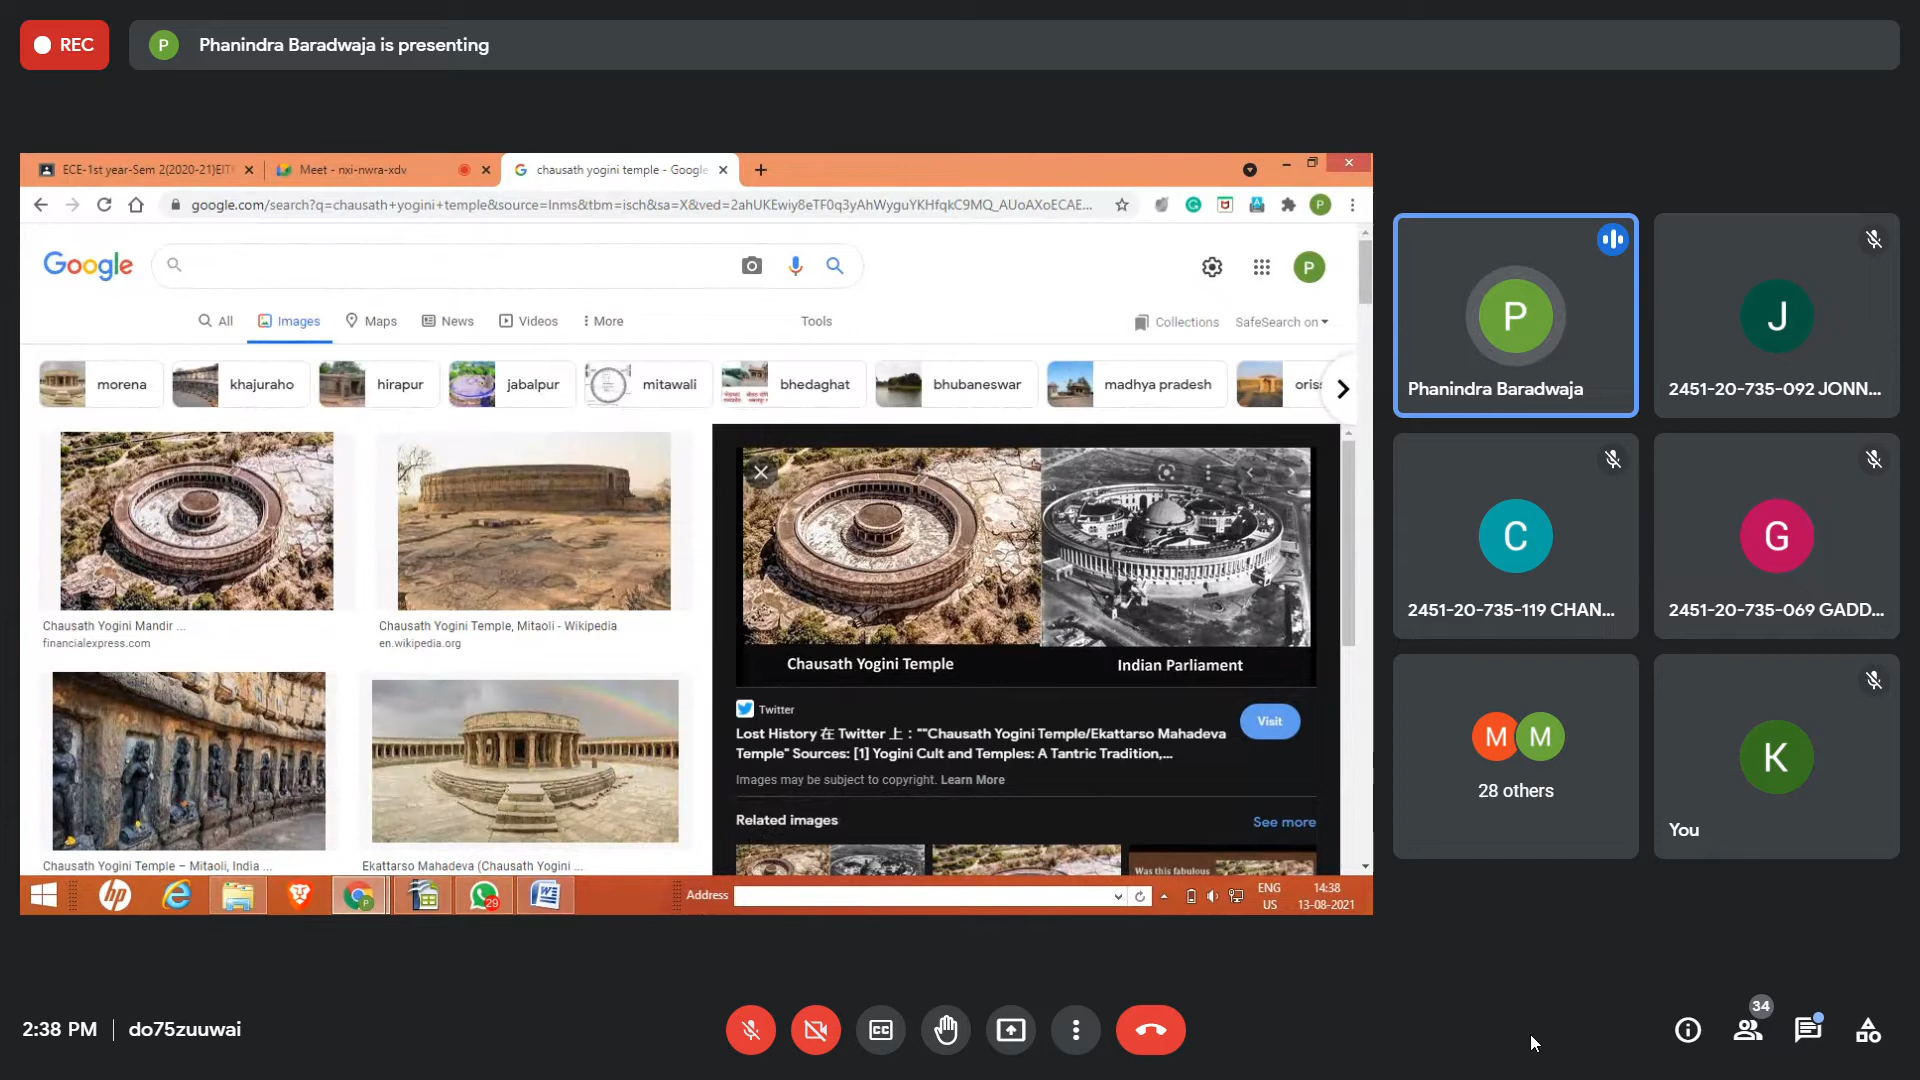 REC
P
Phanindra Baradwaja is presenting
ECE-1st year-Sem 2(2020-21)EIT
Meet - nxi-nwra-xdv
chausath yogini temple - Google
google.com/search?q=chausath+yogini+temple&source=lnms&tbm=isch&sa=X&ved=2ahUKEwiy8eTF0q3yAhWyguYKHfqkC9MQ_AUoAXoECAE...
P
Google
P
All
Images
Maps
News
Videos
More
Tools
Collections
SafeSearch on
morena
khajuraho
hirapur
jabalpur
mitawali
bhedaghat
bhubaneswar
madhya pradesh
oriss
Chausath Yogini Mandir ...
financialexpress.com
Chausath Yogini Temple, Mitaoli - Wikipedia
en.wikipedia.org
Chausath Yogini Temple – Mitaoli, India ...
Ekattarso Mahadeva (Chausath Yogini ...
Chausath Yogini Temple
Indian Parliament
Twitter
Lost History 在 Twitter 上：""Chausath Yogini Temple/Ekattarso Mahadeva
Temple" Sources: [1] Yogini Cult and Temples: A Tantric Tradition,...
Visit
Images may be subject to copyright. Learn More
Related images
See more
Was this fabulous
hp
P
29
Address
ENG
US
14:38
13-08-2021
P
Phanindra Baradwaja
J
2451-20-735-092 JONN...
C
2451-20-735-119 CHAN...
G
2451-20-735-069 GADD...
M
M
28 others
K
You
2:38 PM
do75zuuwai
CC
34